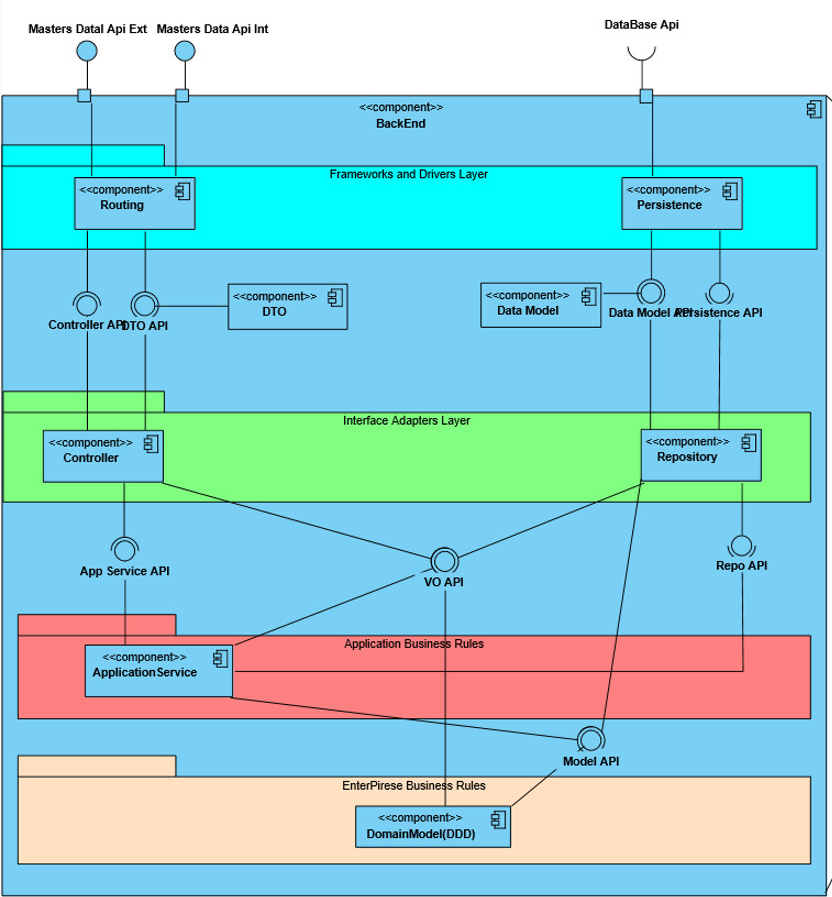 Masters Datal Api Ext
Masters Data Api Int
DataBase Api
<<component>>
BackEnd
Frameworks and Drivers Layer
<<component>>
Routing
<<component>>
Persistence
<<component>>
DTO
<<component>>
Data Model
Controller API
DTO API
Data Model API
Persistence API
Interface Adapters Layer
<<component>>
Controller
<<component>>
Repository
App Service API
VO API
Repo API
Application Business Rules
<<component>>
ApplicationService
Model API
EnterPirese Business Rules
<<component>>
DomainModel(DDD)